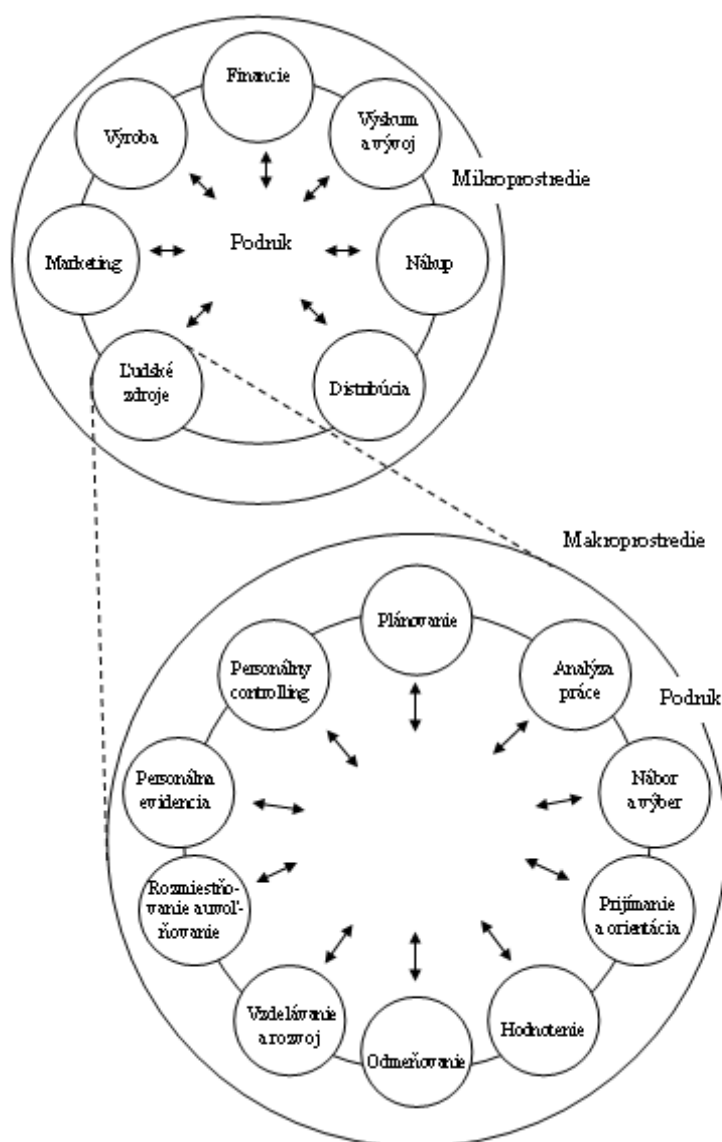 Financie
Výroba
Výskum
a vývoj
Mikroprostredie
Podnik
Marketing
Nákup
Ľudské
zdroje
Distribúcia
Makroprostredie
Plánovanie
Personálny
controlling
Analýza
práce
Podnik
Personálna
evidencia
Nábor
a výber
Rozmiestňo-
vanie a uvoľ-
ňovanie
Prijímanie
a orientácia
Vzdelávanie
a rozvoj
Hodnotenie
Odmeňovanie